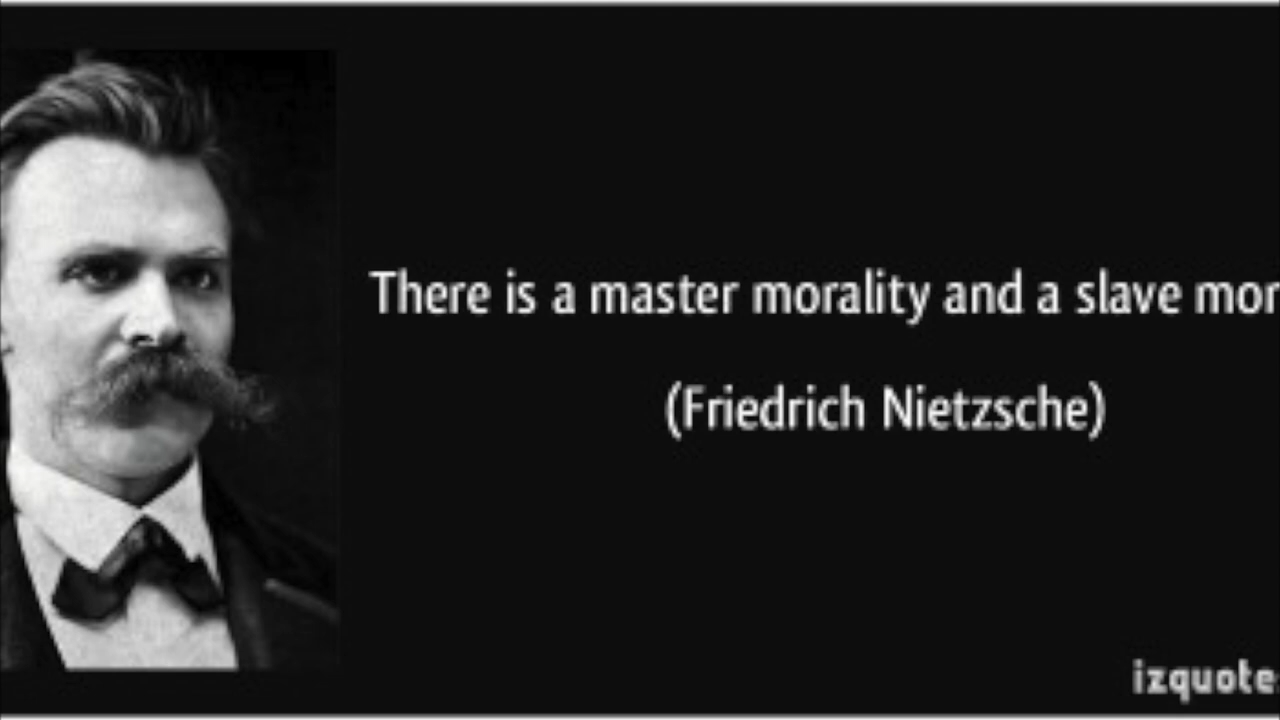 There is a master morality and a slave mor
(Friedrich Nietzsche)
izquote